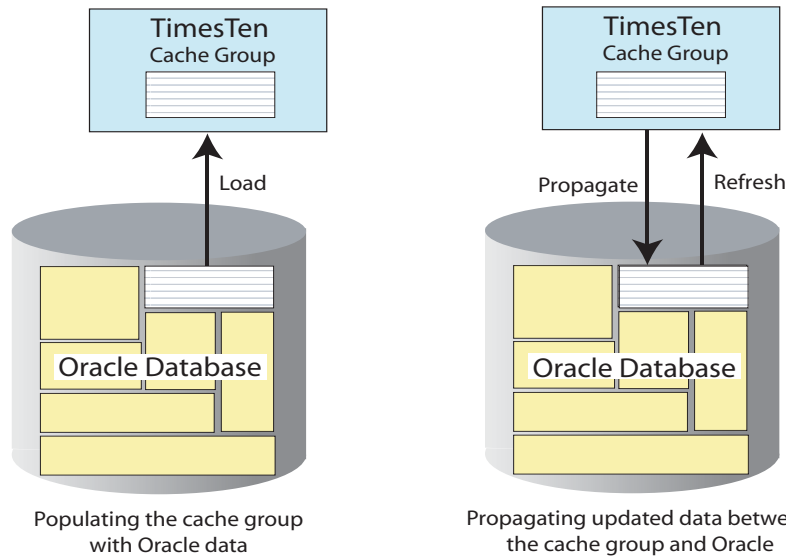 TimesTen
Cache Group
Load
Oracle Database
Populating the cache group
with Oracle data
TimesTen
Cache Group
Propagate
Refresh
Oracle Database
Propagating updated data betwe
the cache group and Oracle